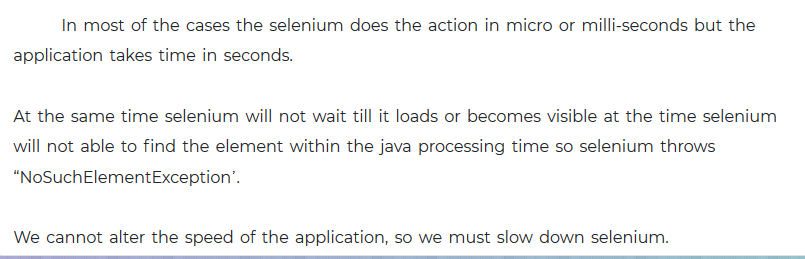 In most of the cases the selenium does the action in micro or milli-seconds but the
application takes time in seconds.
At the same time selenium will not wait till it loads or becomes visible at the time selenium
will not able to find the element within the java processing time so selenium throws
“NoSuchElementException’.
We cannot alter the speed of the application, so we must slow down selenium.